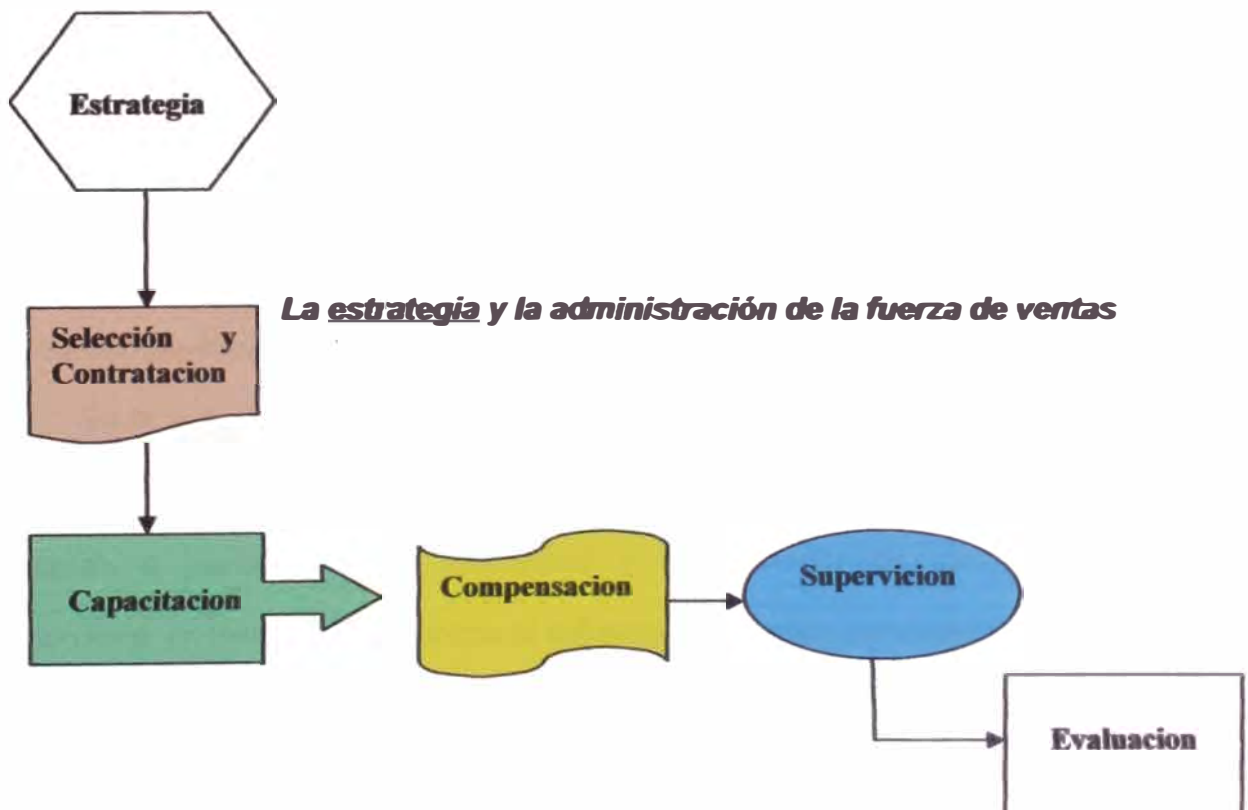 Estrategia
La estrategia y la administración de la fuerza de ventas
Selección y
Contratacion
Capacitacion
Compensacion
Supervicion
Evaluacion